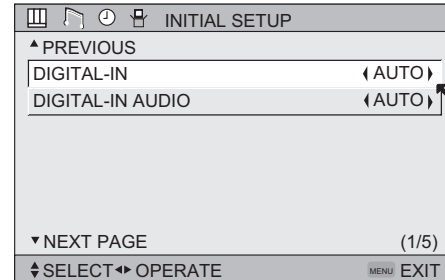 INITIAL SETUP
▲PREVIOUS
DIGITAL-IN ◀AUTO▶
DIGITAL-IN AUDIO ◀AUTO▶
▼NEXT PAGE (1/5)
▲▼SELECT◀▶OPERATE MENU EXIT